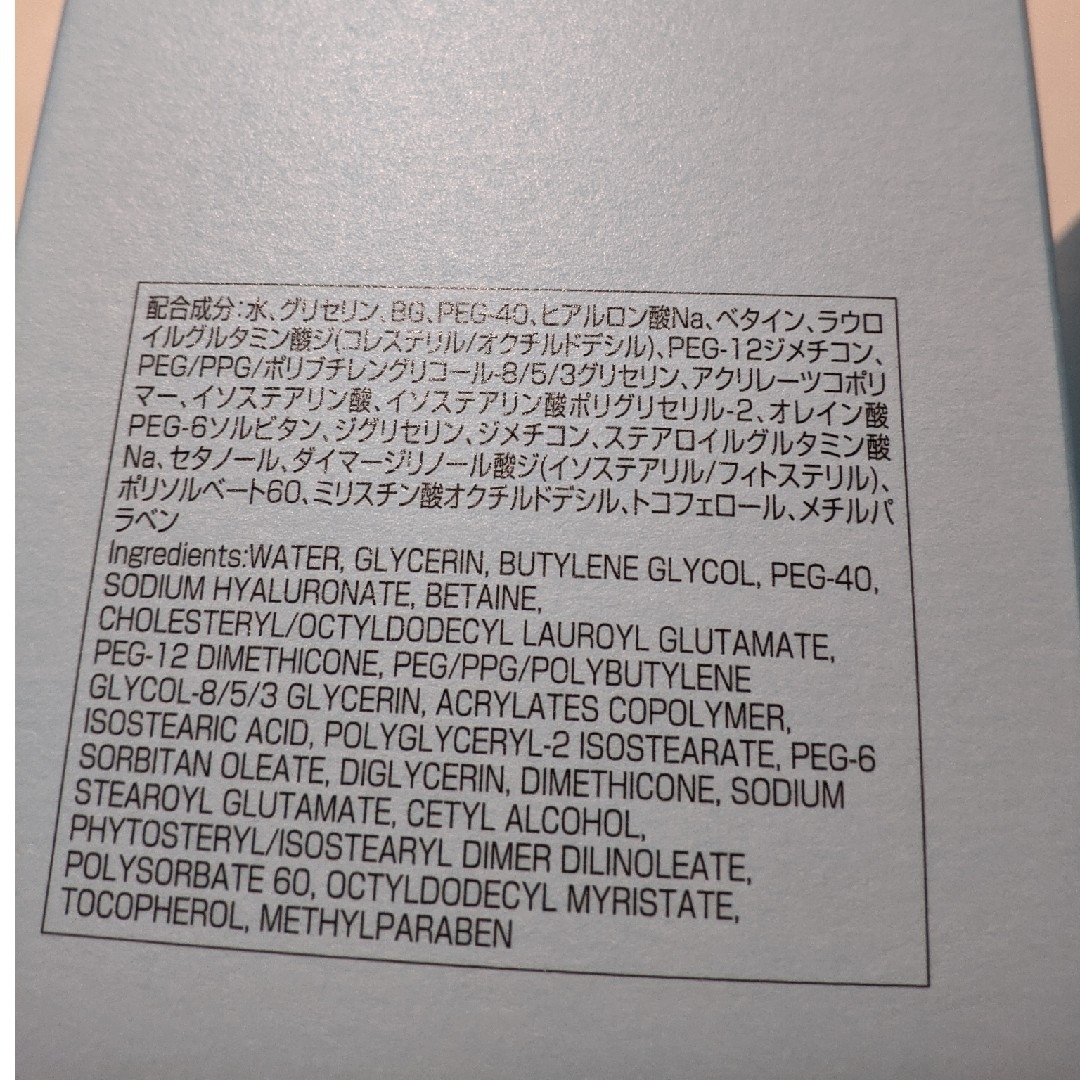 配合成分:水、グリセリン、BG、PEG-40、ヒアルロン酸Na、ベタイン、ラウロ
イルグルタミン酸ジ(コレステリル/オクチルドデシル)、PEG-12ジメチコン、
PEG/PPG/ポリブチレングリコール-8/5/3グリセリン、アクリレーツコポリ
マー、イソステアリン酸、イソステアリン酸ポリグリセリル-2、オレイン酸
PEG-6ソルビタン、ジグリセリン、ジメチコン、ステアロイルグルタミン酸
Na、セタノール、ダイマージリノール酸ジ(イソステアリル/フィトステリル)、
ポリソルベート60、ミリスチン酸オクチルドデシル、トコフェロール、メチルパ
ラベン
Ingredients:WATER, GLYCERIN, BUTYLENE GLYCOL, PEG-40,
SODIUM HYALURONATE, BETAINE,
CHOLESTERYL/OCTYLDODECYL LAUROYL GLUTAMATE,
PEG-12 DIMETHICONE, PEG/PPG/POLYBUTYLENE
GLYCOL-8/5/3 GLYCERIN, ACRYLATES COPOLYMER,
ISOSTEARIC ACID, POLYGLYCERYL-2 ISOSTEARATE, PEG-6
SORBITAN OLEATE, DIGLYCERIN, DIMETHICONE, SODIUM
STEAROYL GLUTAMATE, CETYL ALCOHOL,
PHYTOSTERYL/ISOSTEARYL DIMER DILINOLEATE,
POLYSORBATE 60, OCTYLDODECYL MYRISTATE,
TOCOPHEROL, METHYLPARABEN